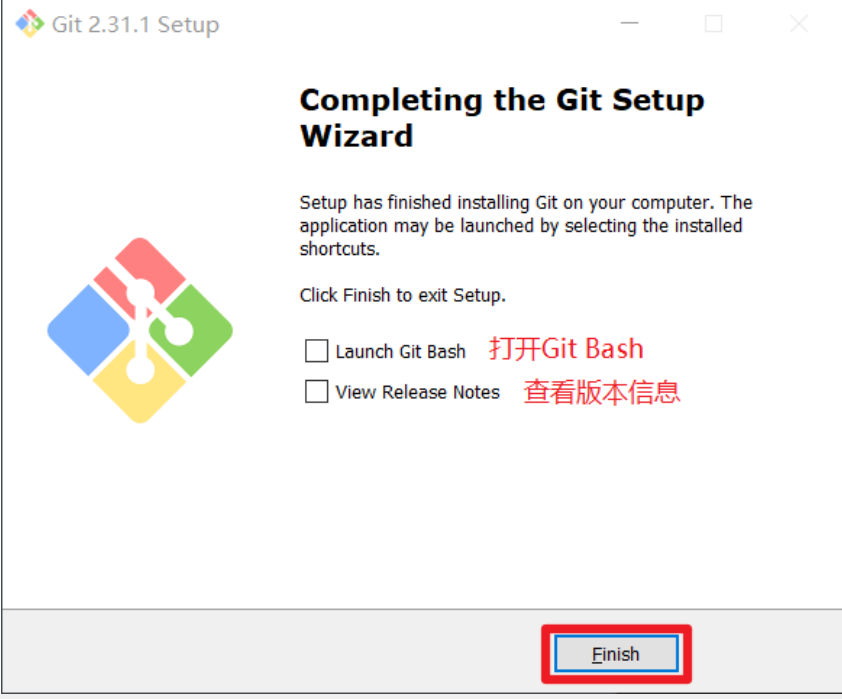 Git 2.31.1 Setup
Completing the Git Setup
Wizard
Setup has finished installing Git on your computer. The
application may be launched by selecting the installed
shortcuts.
Click Finish to exit Setup.
Launch Git Bash 打开Git Bash
View Release Notes 查看版本信息
Finish